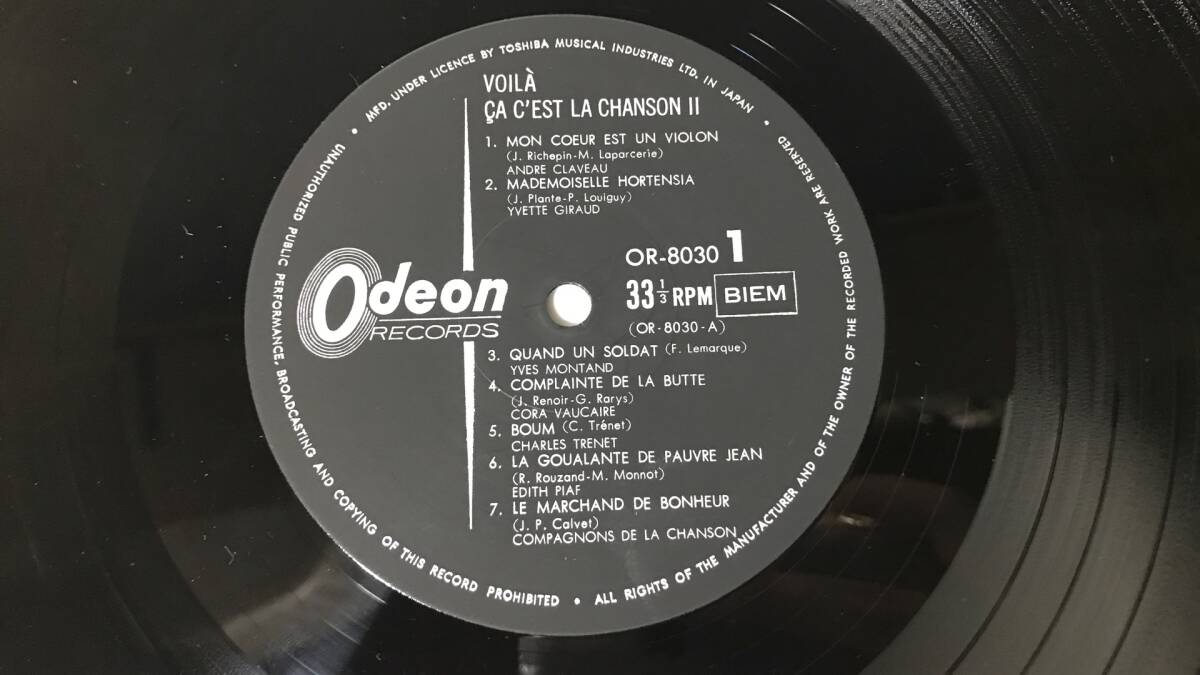 MFD. UNDER LICENCE BY TOSHIBA MUSICAL INDUSTRIES LTD. IN JAPAN •
VOILÀ
ÇA C'EST LA CHANSON II
1. MON COEUR EST UN VIOLON
(J. Richepin-M. Laparcerie)
ANDRE CLAVEAU
2. MADEMOISELLE HORTENSIA
(J. Plante-P. Louiguy)
YVETTE GIRAUD
OR-8030 1
Odeon
RECORDS
33 1/3 RPM BIEM
(OR-8030-A)
3. QUAND UN SOLDAT (F. Lemarque)
YVES MONTAND
4. COMPLAINTE DE LA BUTTE
(J. Renoir-G. Rarys)
CORA VAUCAIRE
5. BOUM (C. Trénet)
CHARLES TRENET
6. LA GOUALANTE DE PAUVRE JEAN
(R. Rouzand-M. Monnot)
EDITH PIAF
7. LE MARCHAND DE BONHEUR
(J. P. Calvet)
COMPAGNONS DE LA CHANSON
UNAUTHORIZED PUBLIC PERFORMANCE, BROADCASTING AND COPYING OF THIS RECORD PROHIBITED •
ALL RIGHTS OF THE MANUFACTURER AND OF THE OWNER OF THE RECORDED WORK ARE RESERVED